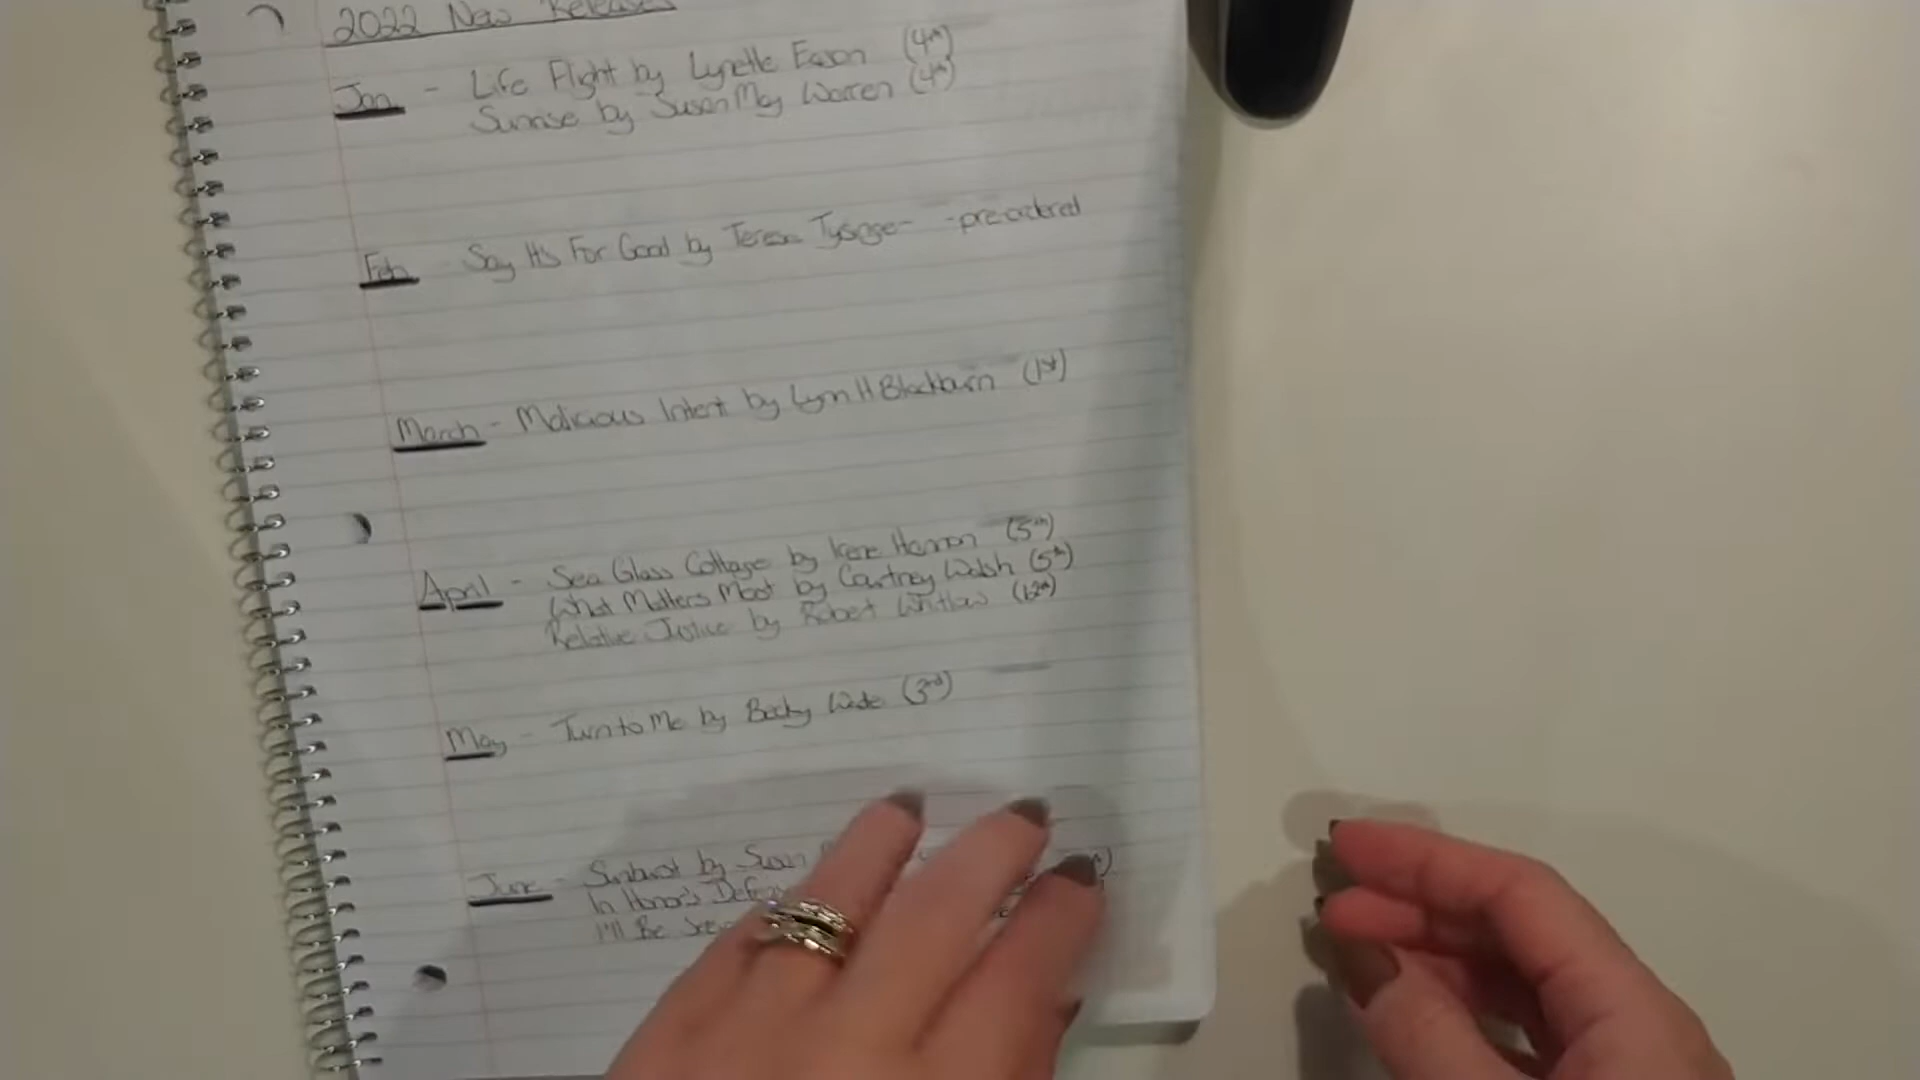 2022 New Releases
Jan - Life Flight by Lynette Eason (4th)
Sunrise by Susan May Warren (4th)
Feb - Say It's For Good by Teresa Tysinger - preordered
March - Malicious Intent by Lynn H Blackburn (1st)
April - Sea Glass Cottage by Irene Hannon (5th)
What Matters Most by Courtney Walsh (5th)
Relative Justice by Robert Whitlow (12th)
May - Turn to Me by Becky Wade (3rd)
June - Sunburst by Susan
In Honor's
I'll Be